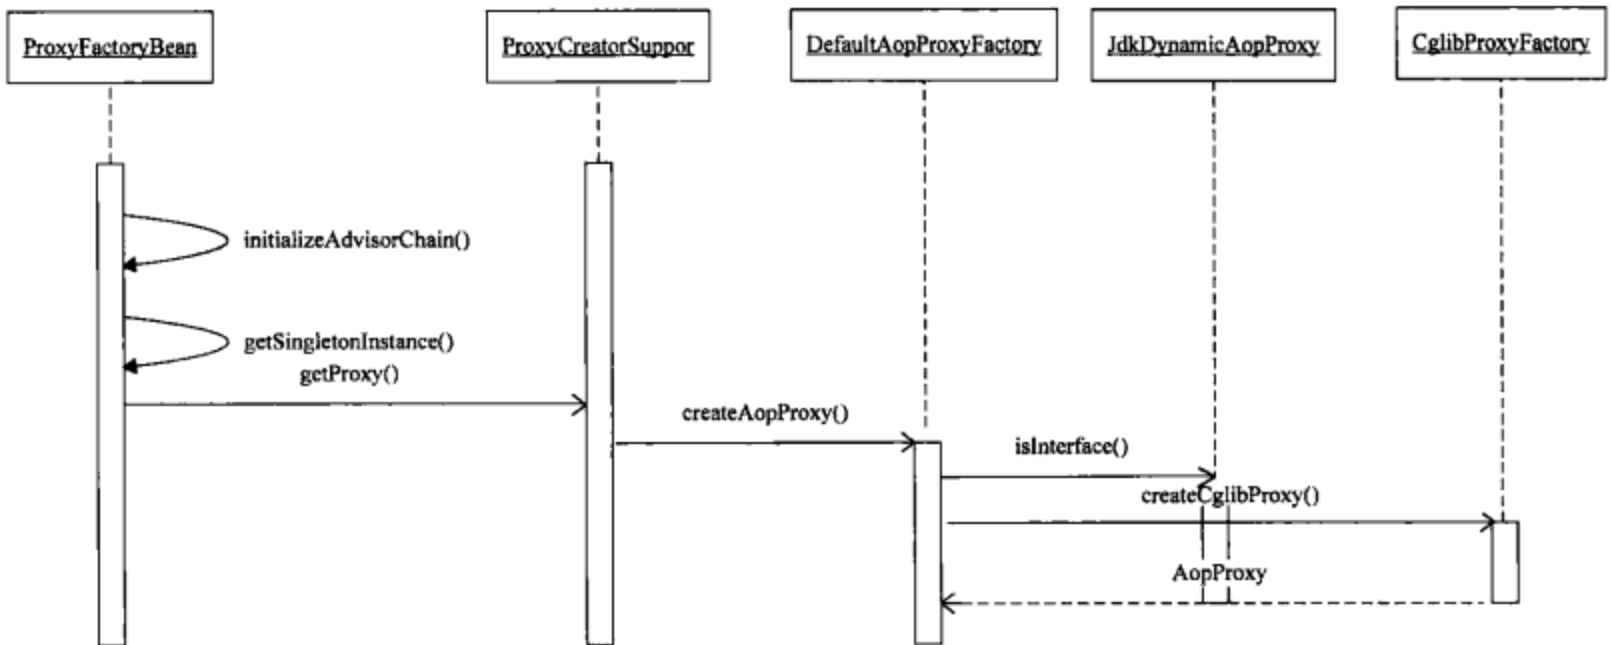 ProxyFactoryBean
ProxyCreatorSuppor
DefaultAopProxyFactory
JdkDynamicAopProxy
CglibProxyFactory
initializeAdvisorChain()
getSingletonInstance()
getProxy()
createAopProxy()
isInterface()
createCglibProxy()
AopProxy